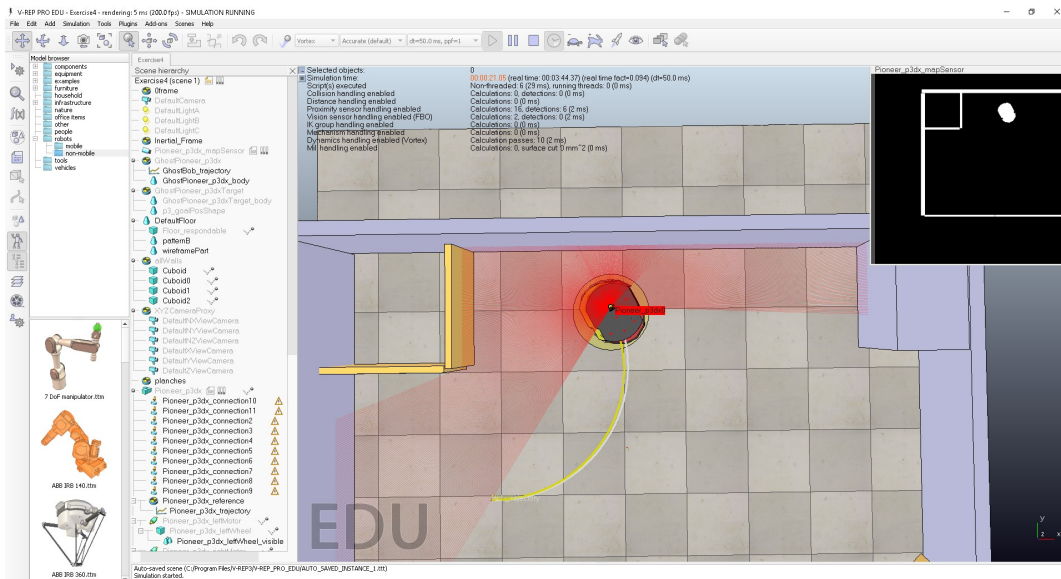 V-REP PRO EDU - Exercise4 - rendering: 5 ms (200.0 fps) - SIMULATION RUNNING
File Edit Add Simulation Tools Plugins Add-ons Scenes Help
Vortex
Accurate (default)
dt=50.0 ms, ppf=1
Model browser
components
equipment
examples
furniture
household
infrastructure
nature
office items
other
people
robots
mobile
non-mobile
tools
vehicles
7 DoF manipulator.ttm
ABB IRB 140.ttm
ABB IRB 360.ttm
Exercise4
Scene hierarchy
Exercise4 (scene 1)
0frame
DefaultCamera
DefaultLightA
DefaultLightB
DefaultLightC
Inertial_Frame
Pioneer_p3dx_mapSensor
GhostPioneer_p3dx
GhostBob_trajectory
GhostPioneer_p3dx_body
GhostPioneer_p3dxTarget
GhostPioneer_p3dxTarget_body
p3_goalPosShape
DefaultFloor
Floor_respondable
patternB
wireframePart
allWalls
Cuboid
Cuboid0
Cuboid1
Cuboid2
XYZCameraProxy
DefaultNXViewCamera
DefaultNYViewCamera
DefaultNZViewCamera
DefaultXViewCamera
DefaultYViewCamera
DefaultZViewCamera
planches
Pioneer_p3dx
Pioneer_p3dx_connection10
Pioneer_p3dx_connection11
Pioneer_p3dx_connection2
Pioneer_p3dx_connection3
Pioneer_p3dx_connection4
Pioneer_p3dx_connection5
Pioneer_p3dx_connection6
Pioneer_p3dx_connection7
Pioneer_p3dx_connection8
Pioneer_p3dx_connection9
Pioneer_p3dx_reference
Pioneer_p3dx_trajectory
Pioneer_p3dx_leftMotor
Pioneer_p3dx_leftWheel
Pioneer_p3dx_leftWheel_visible
Selected objects: 0
Simulation time: 00:00:21.05 (real time: 00:03:44.37) (real time fact=0.094) (dt=50.0 ms)
Script(s) executed Non-threaded: 6 (29 ms), running threads: 0 (0 ms)
Collision handling enabled Calculations: 0, detections: 0 (0 ms)
Distance handling enabled Calculations: 0 (0 ms)
Proximity sensor handling enabled Calculations: 16, detections: 6 (2 ms)
Vision sensor handling enabled (FBO) Calculations: 2, detections: 0 (2 ms)
IK group handling enabled Calculations: 0 (0 ms)
Mechanism handling enabled Calculations: 0 (0 ms)
Dynamics handling enabled (Vortex) Calculation passes: 10 (2 ms)
Mill handling enabled Calculations: 0, surface cut: 0 mm^2 (0 ms)
Pioneer_p3dx_mapSensor
Pioneer_p3dx0
EDU
y
z x
Auto-saved scene (C:/Program Files/V-REP3/V-REP_PRO_EDU/AUTO_SAVED_INSTANCE_1.ttt)
Simulation started.